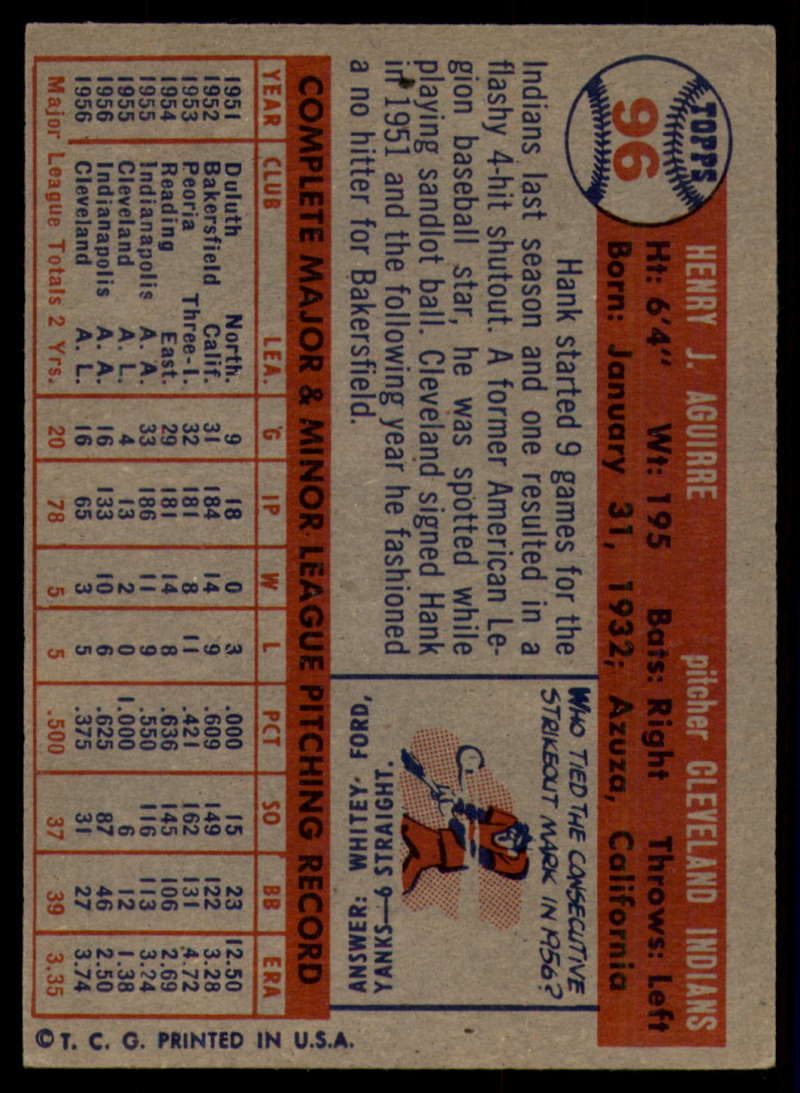 TOPPS
96
HENRY J. AGUIRRE pitcher CLEVELAND INDIANS
Ht: 6'4" Wt: 195 Bats: Right Throws: Left
Born: January 31, 1932; Azuza, California
Hank started 9 games for the
Indians last season and one resulted in a
flashy 4-hit shutout. A former American Le-
gion baseball star, he was spotted while
playing sandlot ball. Cleveland signed Hank
in 1951 and the following year he fashioned
a no hitter for Bakersfield.
WHO TIED THE CONSECUTIVE
STRIKEOUT MARK IN 1956?
ANSWER: WHITEY, FORD,
YANKS—6 STRAIGHT.
COMPLETE MAJOR & MINOR LEAGUE PITCHING RECORD
YEAR CLUB LEA. G IP W L PCT SO BB ERA
1951 Duluth North. 9 18 0 3 .000 15 23 12.50
1952 Bakersfield Calif. 31 184 14 9 .609 149 122 3.28
1953 Peoria Three-I. 32 181 8 11 .421 162 131 4.72
1954 Reading East. 29 181 14 8 .636 145 106 2.69
1955 Indianapolis A. A. 33 186 11 9 .550 116 113 3.24
1955 Cleveland A. L. 4 13 2 0 1.000 6 12 1.38
1956 Indianapolis A. A. 16 133 10 6 .625 87 46 2.50
1956 Cleveland A. L. 16 65 3 5 .375 31 27 3.74
Major League Totals 2 Yrs. 20 78 5 5 .500 37 39 3.35
© T. C. G. PRINTED IN U.S.A.